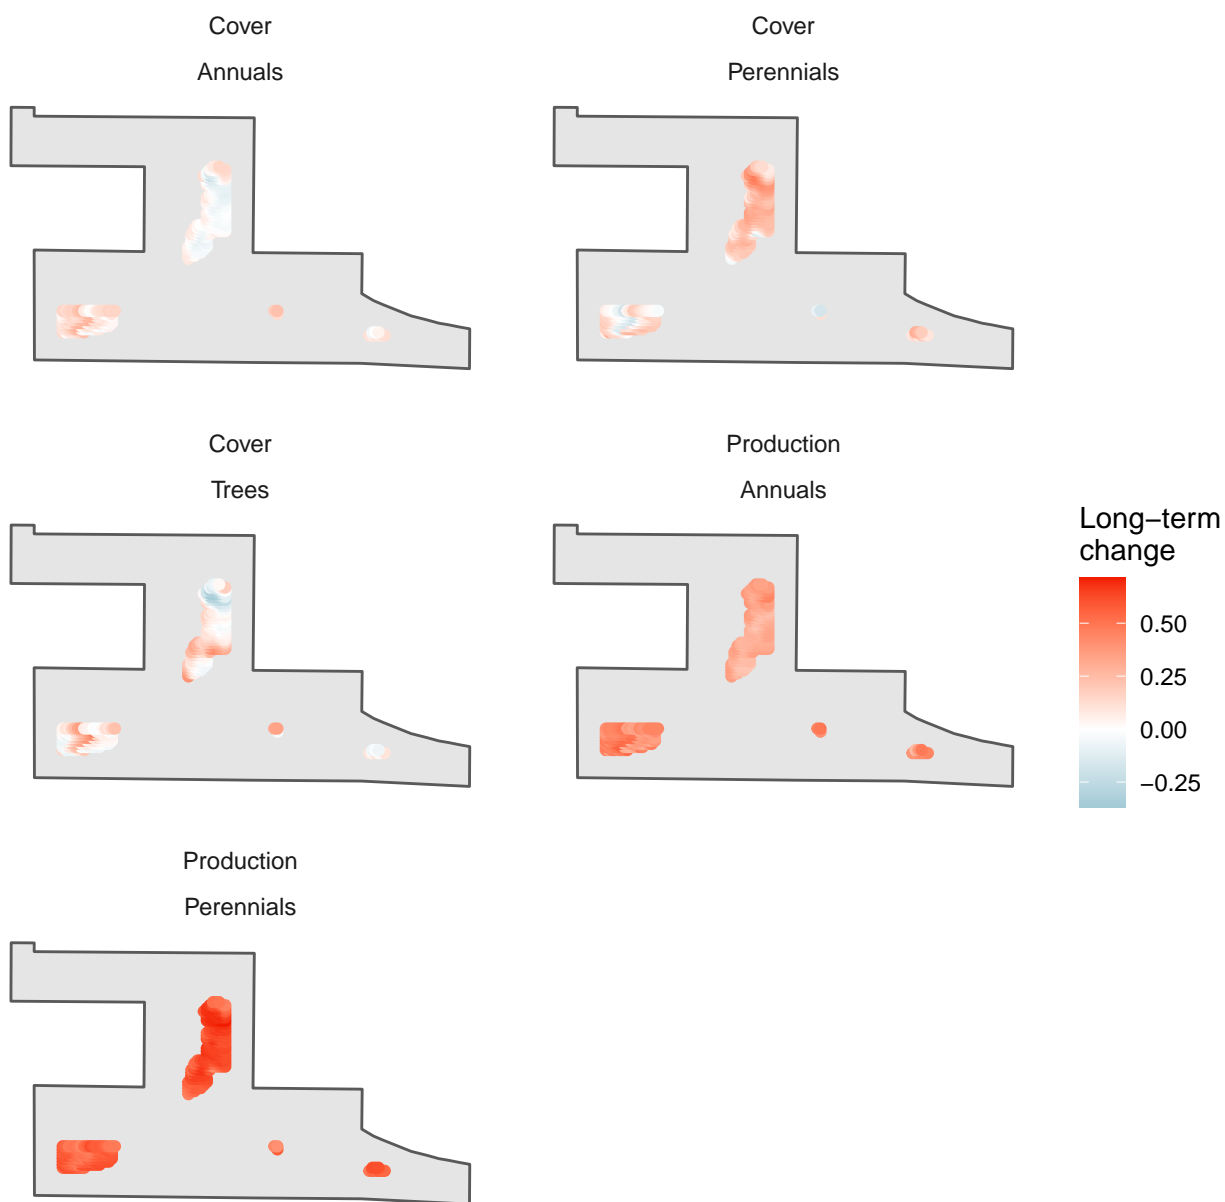 Cover
Annuals
Cover
Perennials
Cover
Trees
Production
Annuals
Long−term
change
0.50
0.25
0.00
−0.25
Production
Perennials